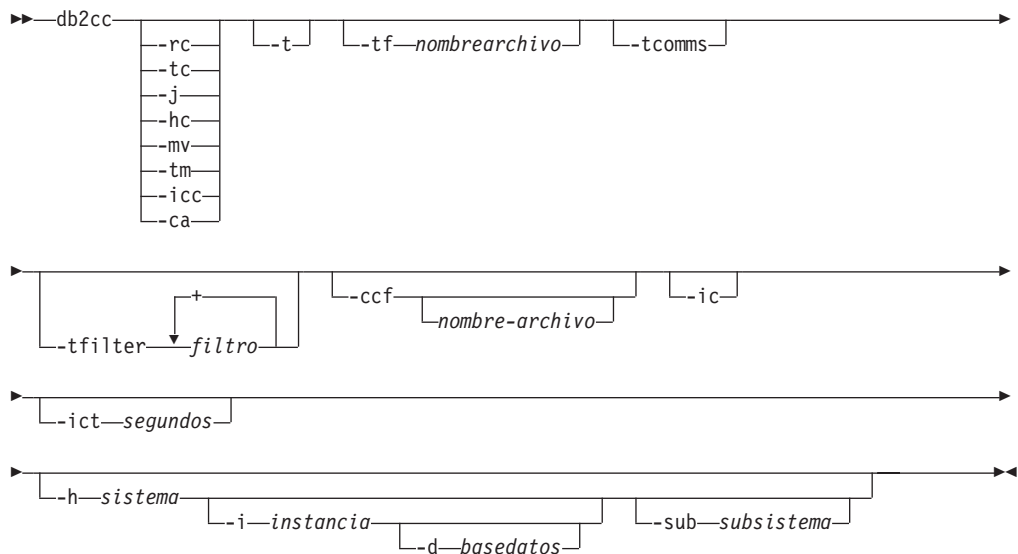 db2cc
-rc
-tc
-j
-hc
-mv
-tm
-icc
-ca
-t
-tf nombrearchivo
-tcomms
-tfilter filtro
+
-ccf
nombre-archivo
-ic
-ict segundos
-h sistema
-i instancia
-d basedatos
-sub subsistema